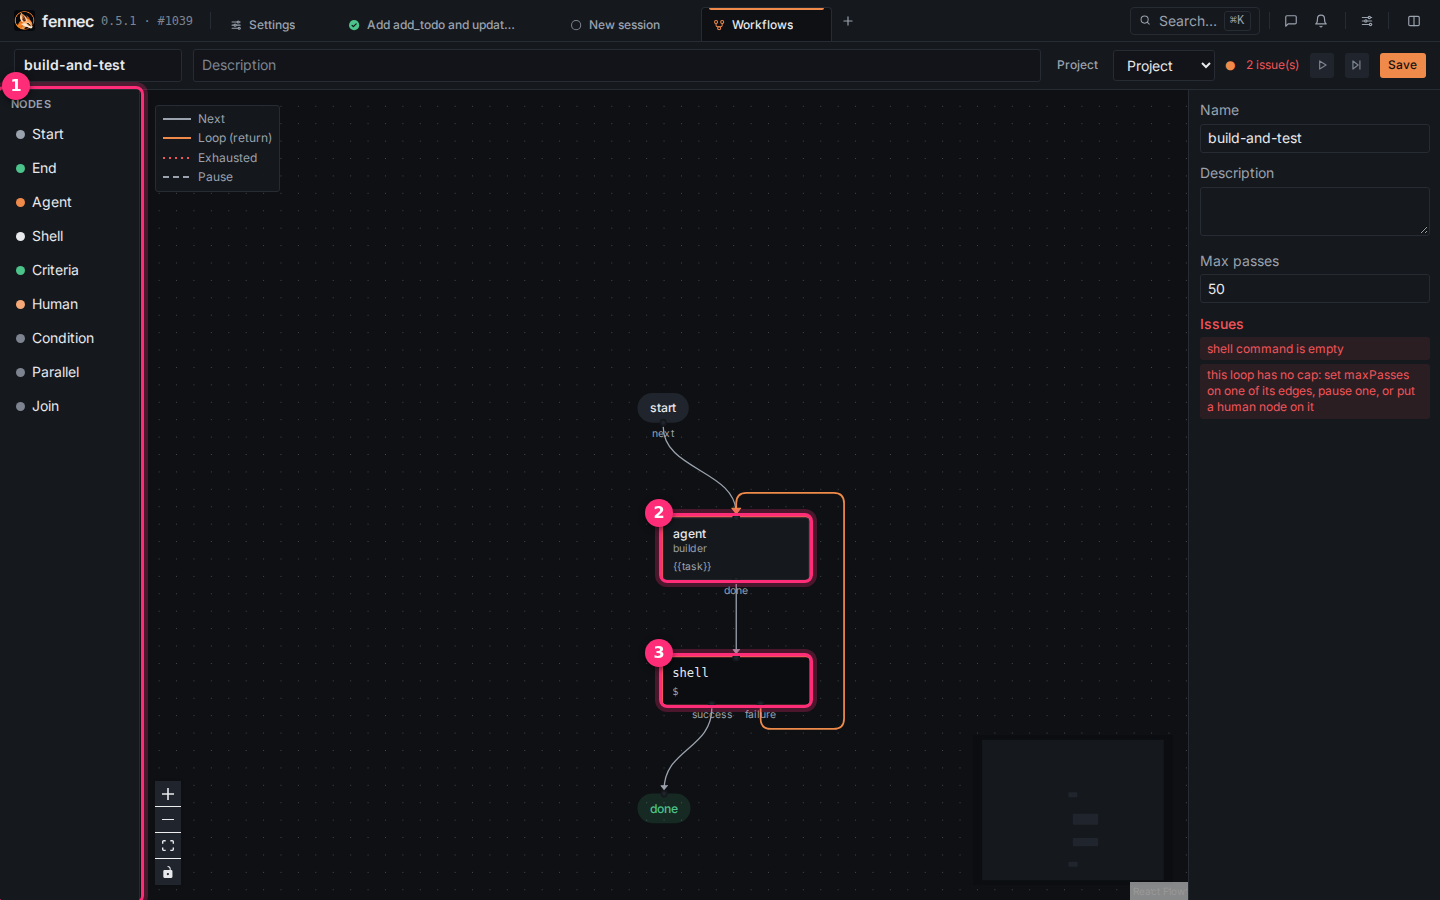 fennec 0.5.1 · #1039
Settings
Add add_todo and updat...
New session
Workflows
Search... ⌘K
build-and-test
Description
Project
Project
2 issue(s)
Save
1
NODES
Start
End
Agent
Shell
Criteria
Human
Condition
Parallel
Join
Next
Loop (return)
Exhausted
Pause
start
next
2
agent
builder
{{task}}
done
3
shell
$
success failure
done
React Flow
Name
build-and-test
Description
Max passes
50
Issues
shell command is empty
this loop has no cap: set maxPasses
on one of its edges, pause one, or put
a human node on it